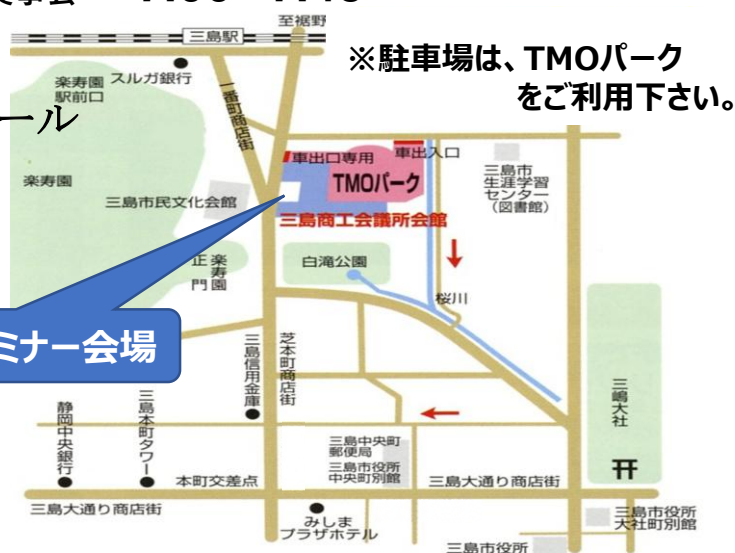 至裾野
三島駅
※駐車場は、TMOパーク
をご利用下さい。
楽寿園
駅前口
スルガ銀行
一番町商店街
ール
車出口専用
車出入口
TMOパーク
三島市
生涯学習
センター
(図書館)
楽寿園
三島市民文化会館
三島商工会議所会館
楽寿園
正門
白滝公園
桜川
ミナー会場
三島信用金庫
芝本町商店街
三嶋大社
静岡中央銀行
三島本町タワー
三島中央町
郵便局
三島市役所
中央町別館
本町交差点
三島大通り商店街
三島大通り商店街
みしま
プラザホテル
三島市役所
大社町別館
三島市役所